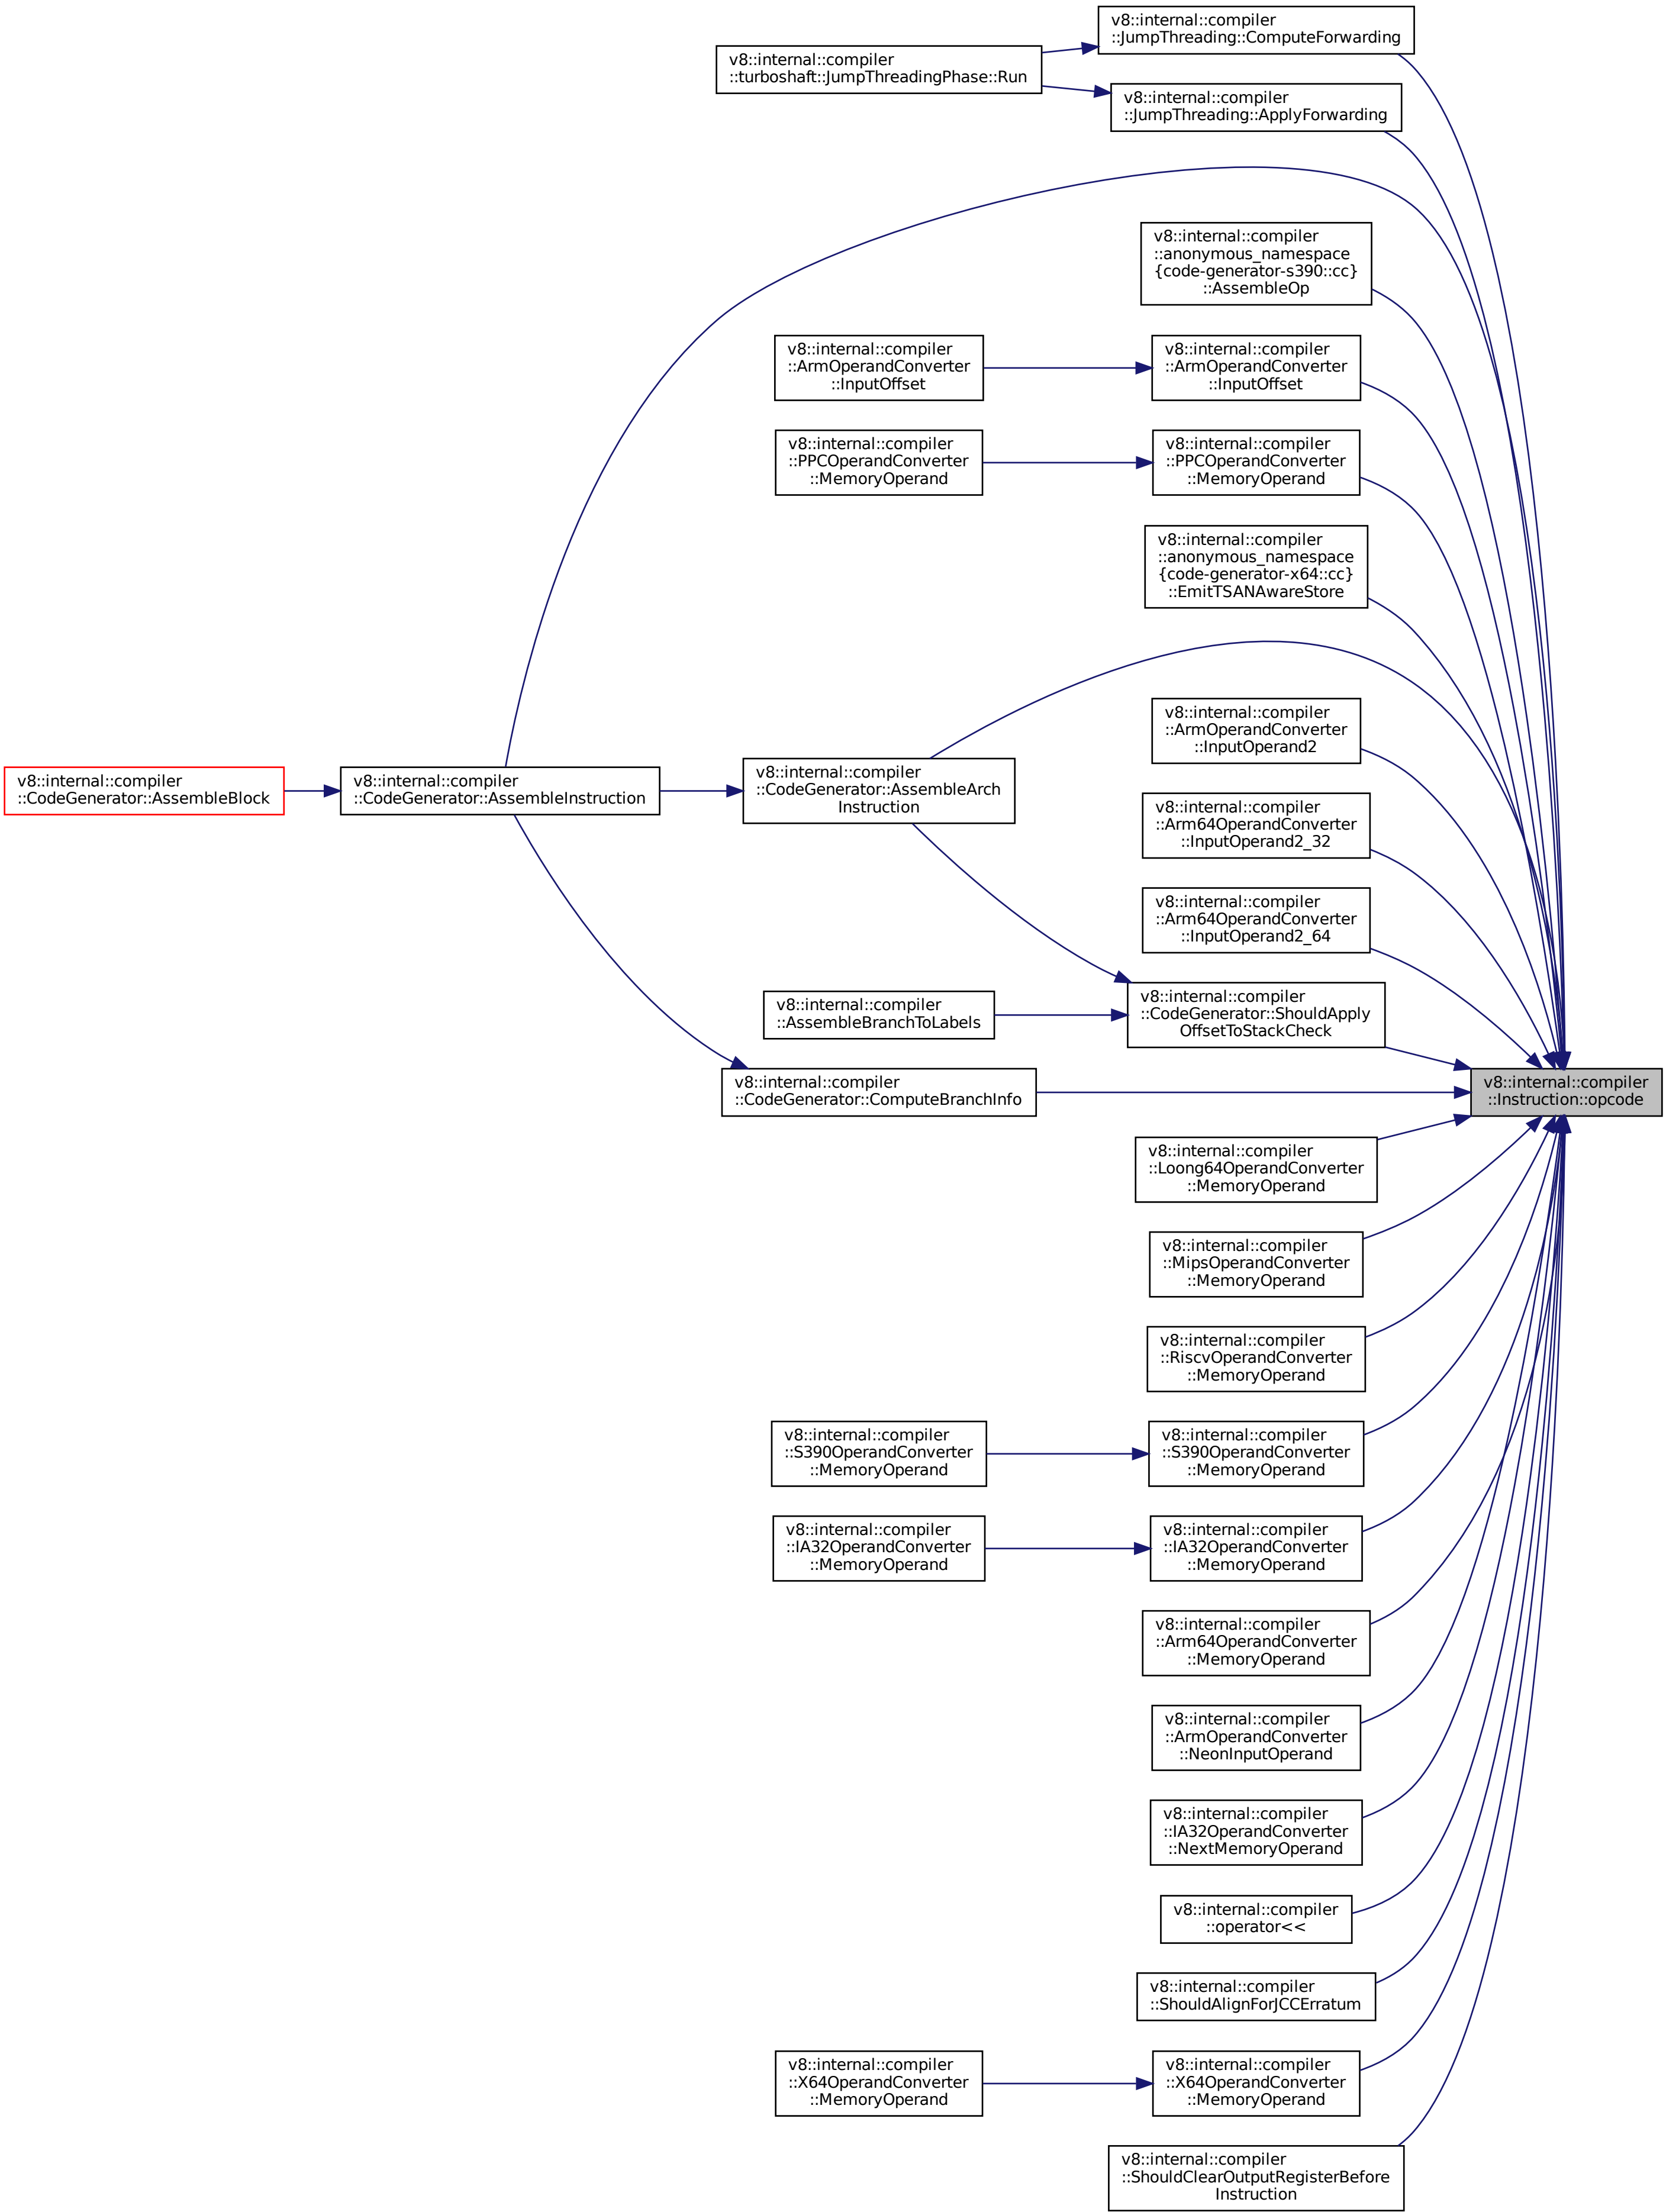 v8::internal::compiler
::JumpThreading::ComputeForwarding
v8::internal::compiler
::turboshaft::JumpThreadingPhase::Run
v8::internal::compiler
::JumpThreading::ApplyForwarding
v8::internal::compiler
::anonymous_namespace
{code-generator-s390::cc}
::AssembleOp
v8::internal::compiler
::ArmOperandConverter
::InputOffset
v8::internal::compiler
::ArmOperandConverter
::InputOffset
v8::internal::compiler
::PPCOperandConverter
::MemoryOperand
v8::internal::compiler
::PPCOperandConverter
::MemoryOperand
v8::internal::compiler
::anonymous_namespace
{code-generator-x64::cc}
::EmitTSANAwareStore
v8::internal::compiler
::ArmOperandConverter
::InputOperand2
v8::internal::compiler
::CodeGenerator::AssembleBlock
v8::internal::compiler
::CodeGenerator::AssembleInstruction
v8::internal::compiler
::CodeGenerator::AssembleArch
Instruction
v8::internal::compiler
::Arm64OperandConverter
::InputOperand2_32
v8::internal::compiler
::Arm64OperandConverter
::InputOperand2_64
v8::internal::compiler
::AssembleBranchToLabels
v8::internal::compiler
::CodeGenerator::ShouldApply
OffsetToStackCheck
v8::internal::compiler
::CodeGenerator::ComputeBranchInfo
v8::internal::compiler
::Instruction::opcode
v8::internal::compiler
::Loong64OperandConverter
::MemoryOperand
v8::internal::compiler
::MipsOperandConverter
::MemoryOperand
v8::internal::compiler
::RiscvOperandConverter
::MemoryOperand
v8::internal::compiler
::S390OperandConverter
::MemoryOperand
v8::internal::compiler
::S390OperandConverter
::MemoryOperand
v8::internal::compiler
::IA32OperandConverter
::MemoryOperand
v8::internal::compiler
::IA32OperandConverter
::MemoryOperand
v8::internal::compiler
::Arm64OperandConverter
::MemoryOperand
v8::internal::compiler
::ArmOperandConverter
::NeonInputOperand
v8::internal::compiler
::IA32OperandConverter
::NextMemoryOperand
v8::internal::compiler
::operator<<
v8::internal::compiler
::ShouldAlignForJCCErratum
v8::internal::compiler
::X64OperandConverter
::MemoryOperand
v8::internal::compiler
::X64OperandConverter
::MemoryOperand
v8::internal::compiler
::ShouldClearOutputRegisterBefore
Instruction